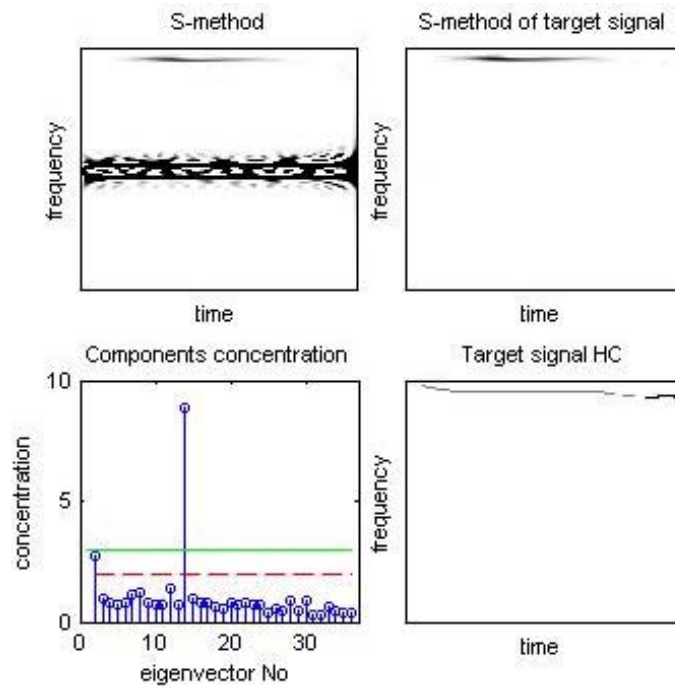 S-method
S-method of target signal
frequency
frequency
time
time
Components concentration
Target signal HC
10
5
0
concentration
frequency
0
10
20
30
eigenvector No
time